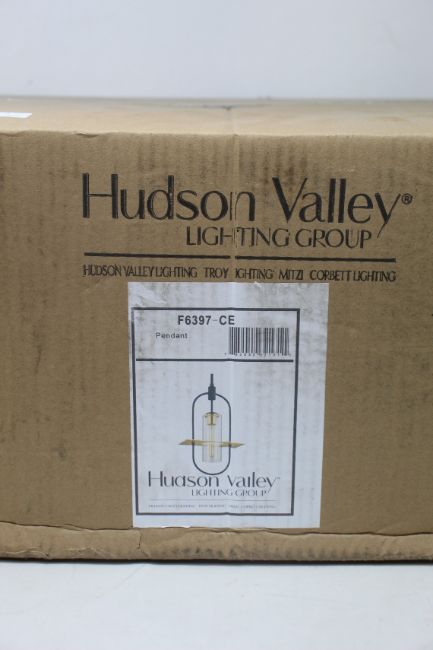 Hudson Valley®
LIGHTING GROUP
HUDSON VALLEY LIGHTING TROY LIGHTING MITZI CORBETT LIGHTING
F6397-CE
Pendant
Hudson Valley
LIGHTING GROUP